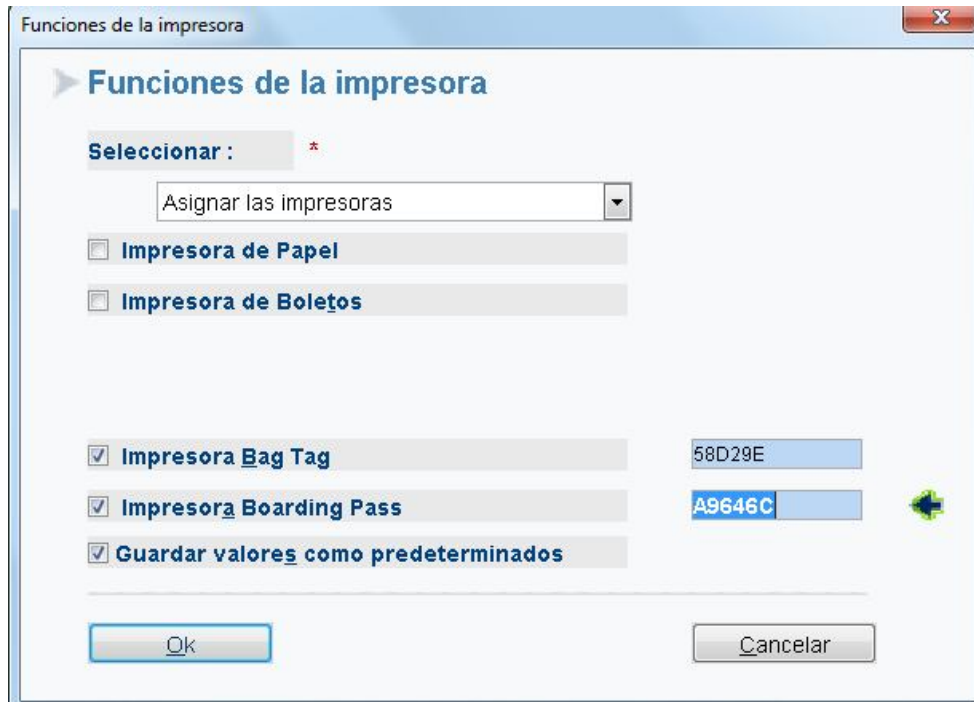 Funciones de la impresora
Funciones de la impresora
Seleccionar : *
Asignar las impresoras
Impresora de Papel
Impresora de Boletos
Impresora Bag Tag 58D29E
Impresora Boarding Pass A9646C
Guardar valores como predeterminados
Ok Cancelar